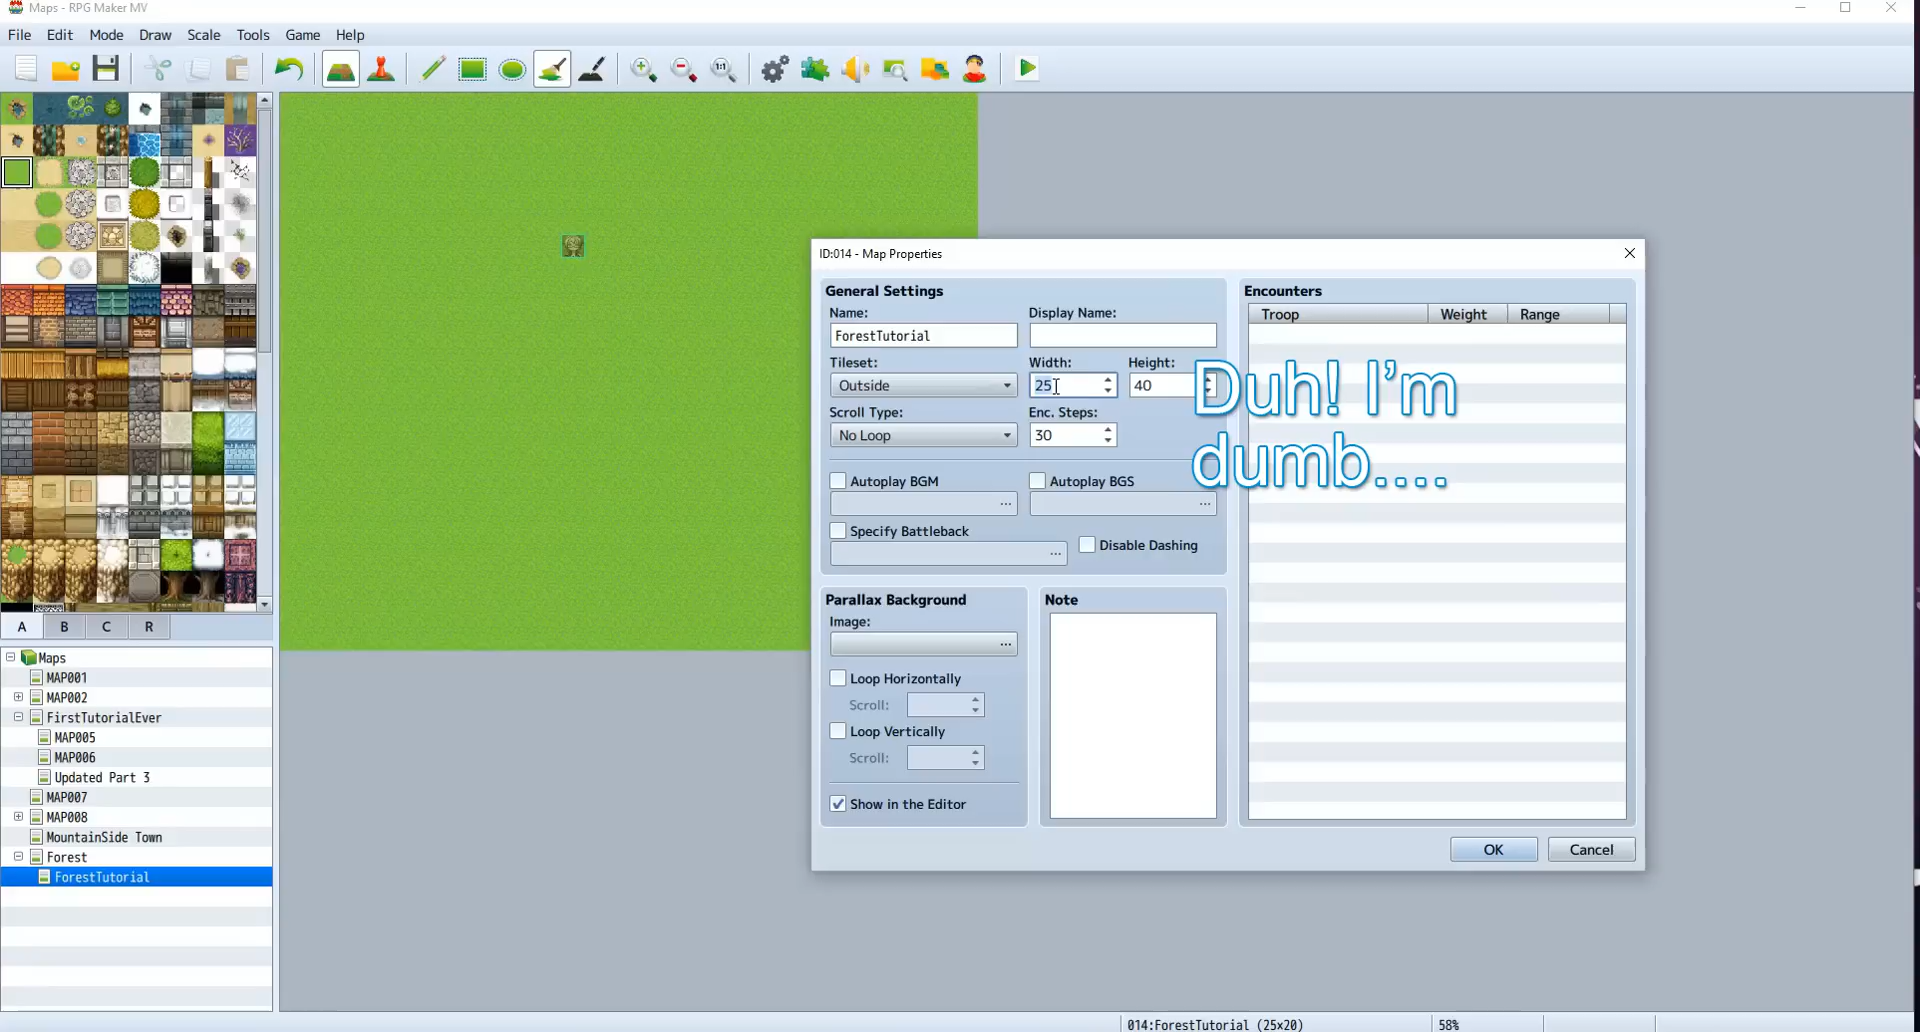 Maps - RPG Maker MV
File Edit Mode Draw Scale Tools Game Help
1:1
ID:014 - Map Properties
General Settings
Name:
Display Name:
ForestTutorial
Tileset:
Width:
Height:
Outside
25
40
Scroll Type:
Enc. Steps:
No Loop
30
Autoplay BGM
Autoplay BGS
...
...
Specify Battleback
...
Disable Dashing
Parallax Background
Image:
...
Loop Horizontally
Scroll:
Loop Vertically
Scroll:
Show in the Editor
Note
Encounters
Troop Weight Range
Duh! I'm
dumb....
OK
Cancel
A B C R
Maps
MAP001
MAP002
FirstTutorialEver
MAP005
MAP006
Updated Part 3
MAP007
MAP008
MountainSide Town
Forest
ForestTutorial
014:ForestTutorial (25x20)
58%